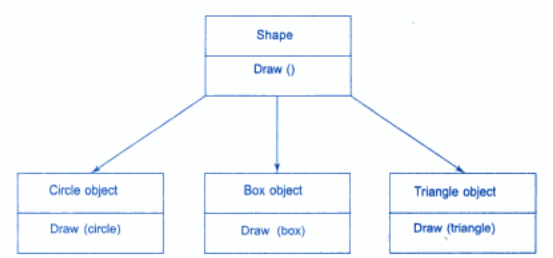 Shape
Draw ()
Circle object
Box object
Triangle object
Draw (circle)
Draw (box)
Draw (triangle)